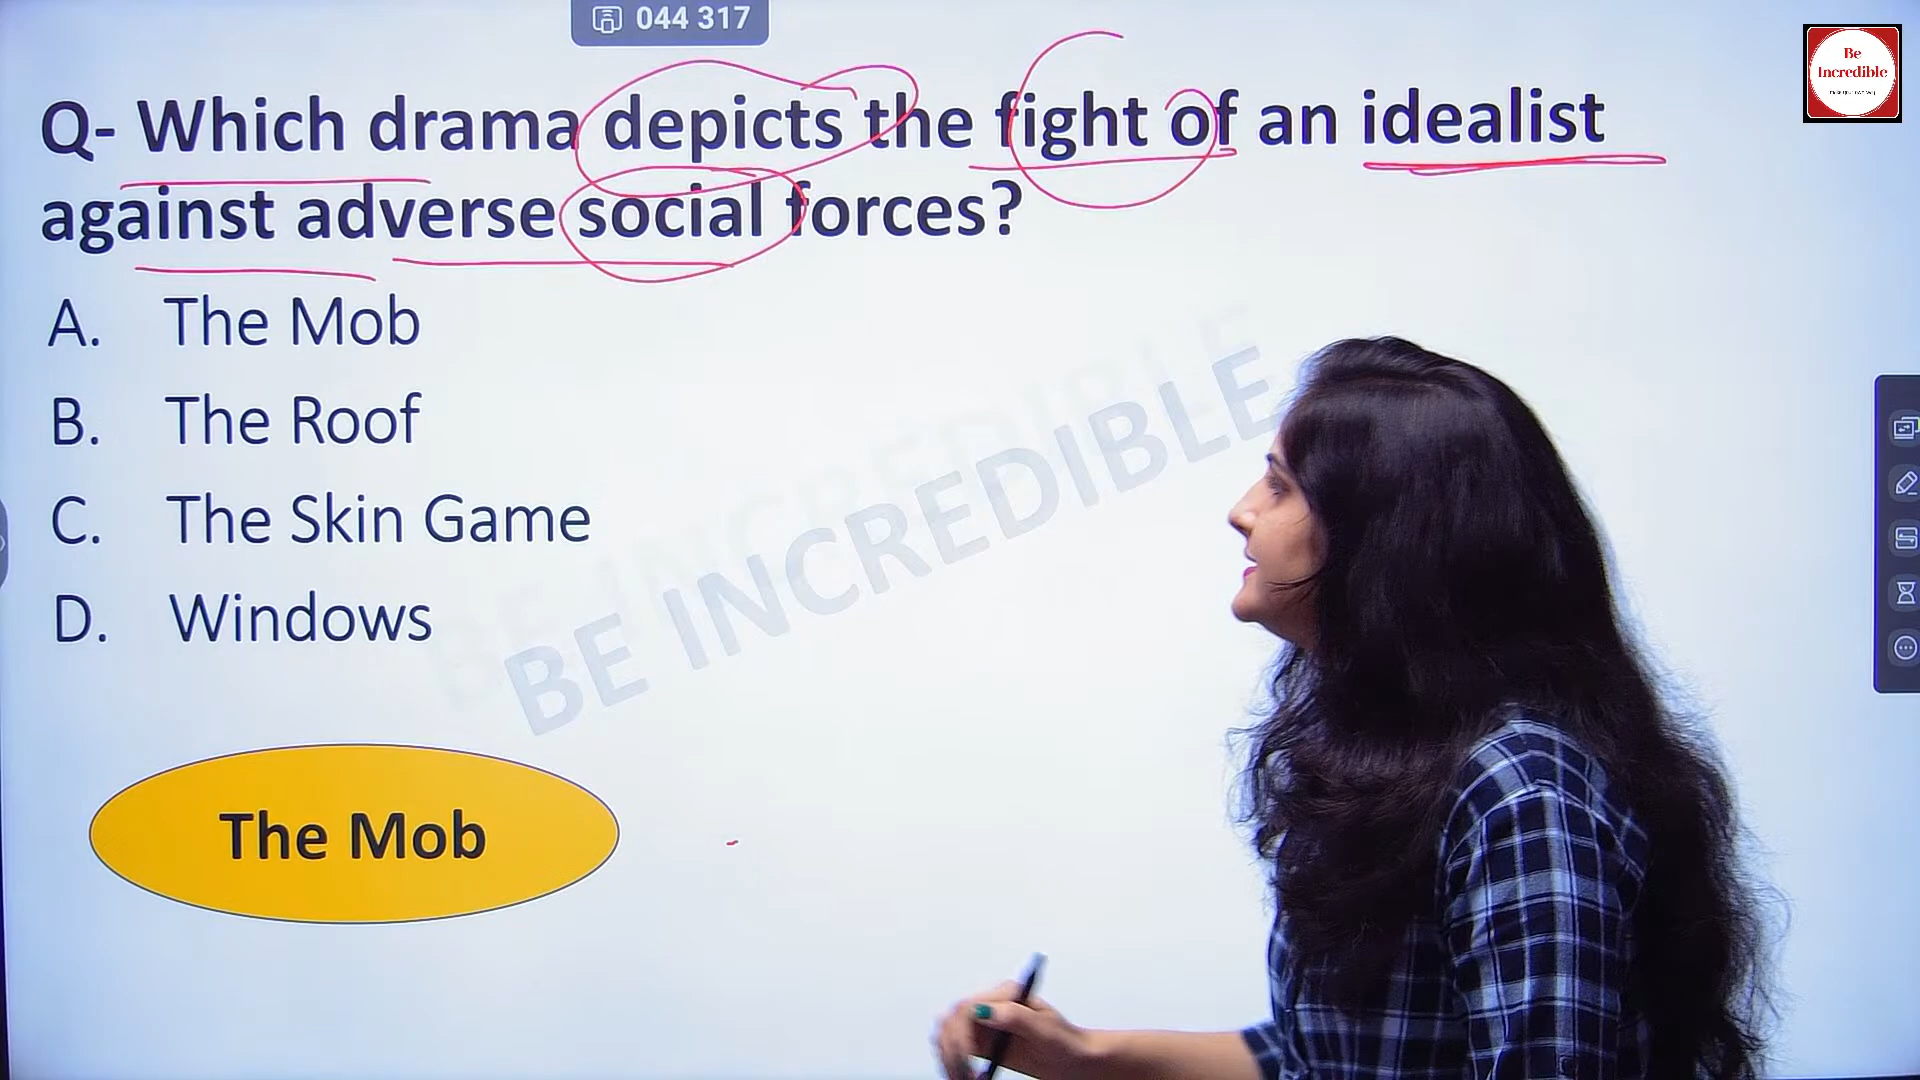 044 317
Be
Incredible
Q- Which drama depicts the fight of an idealist
against adverse social forces?
A. The Mob
B. The Roof
C. The Skin Game
D. Windows
BE INCREDIBLE
The Mob